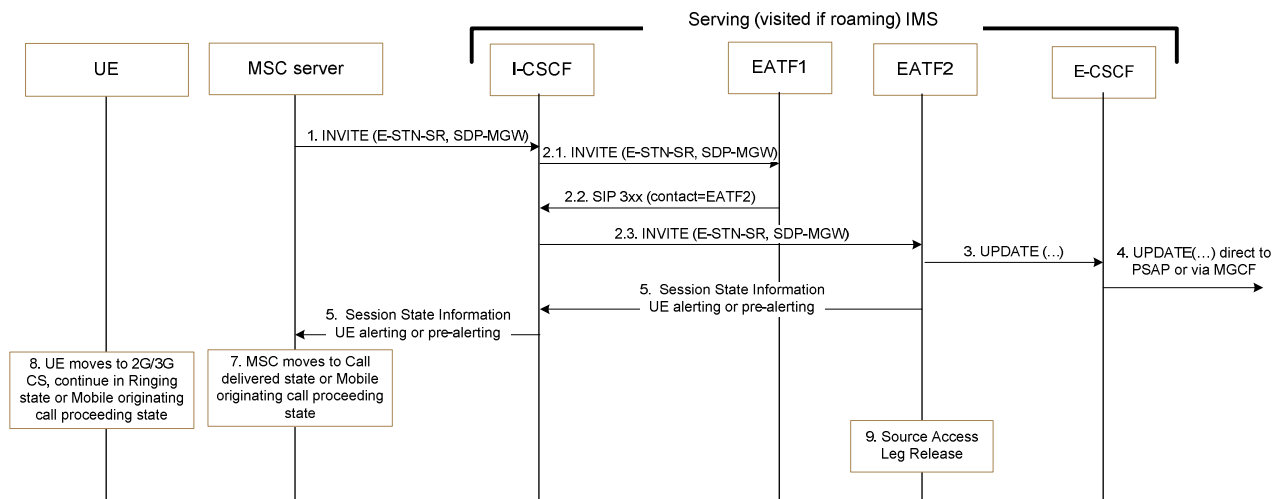 Serving (visited if roaming) IMS
UE
MSC server
I-CSCF
EATF1
EATF2
E-CSCF
1. INVITE (E-STN-SR, SDP-MGW)
2.1. INVITE (E-STN-SR, SDP-MGW)
2.2. SIP 3xx (contact=EATF2)
2.3. INVITE (E-STN-SR, SDP-MGW)
3. UPDATE (...)
4. UPDATE(...) direct to
PSAP or via MGCF
5. Session State Information
UE alerting or pre-alerting
5. Session State Information
UE alerting or pre-alerting
8. UE moves to 2G/3G
CS, continue in Ringing
state or Mobile originating
call proceeding state
7. MSC moves to Call
delivered state or Mobile
originating call proceeding
state
9. Source Access
Leg Release